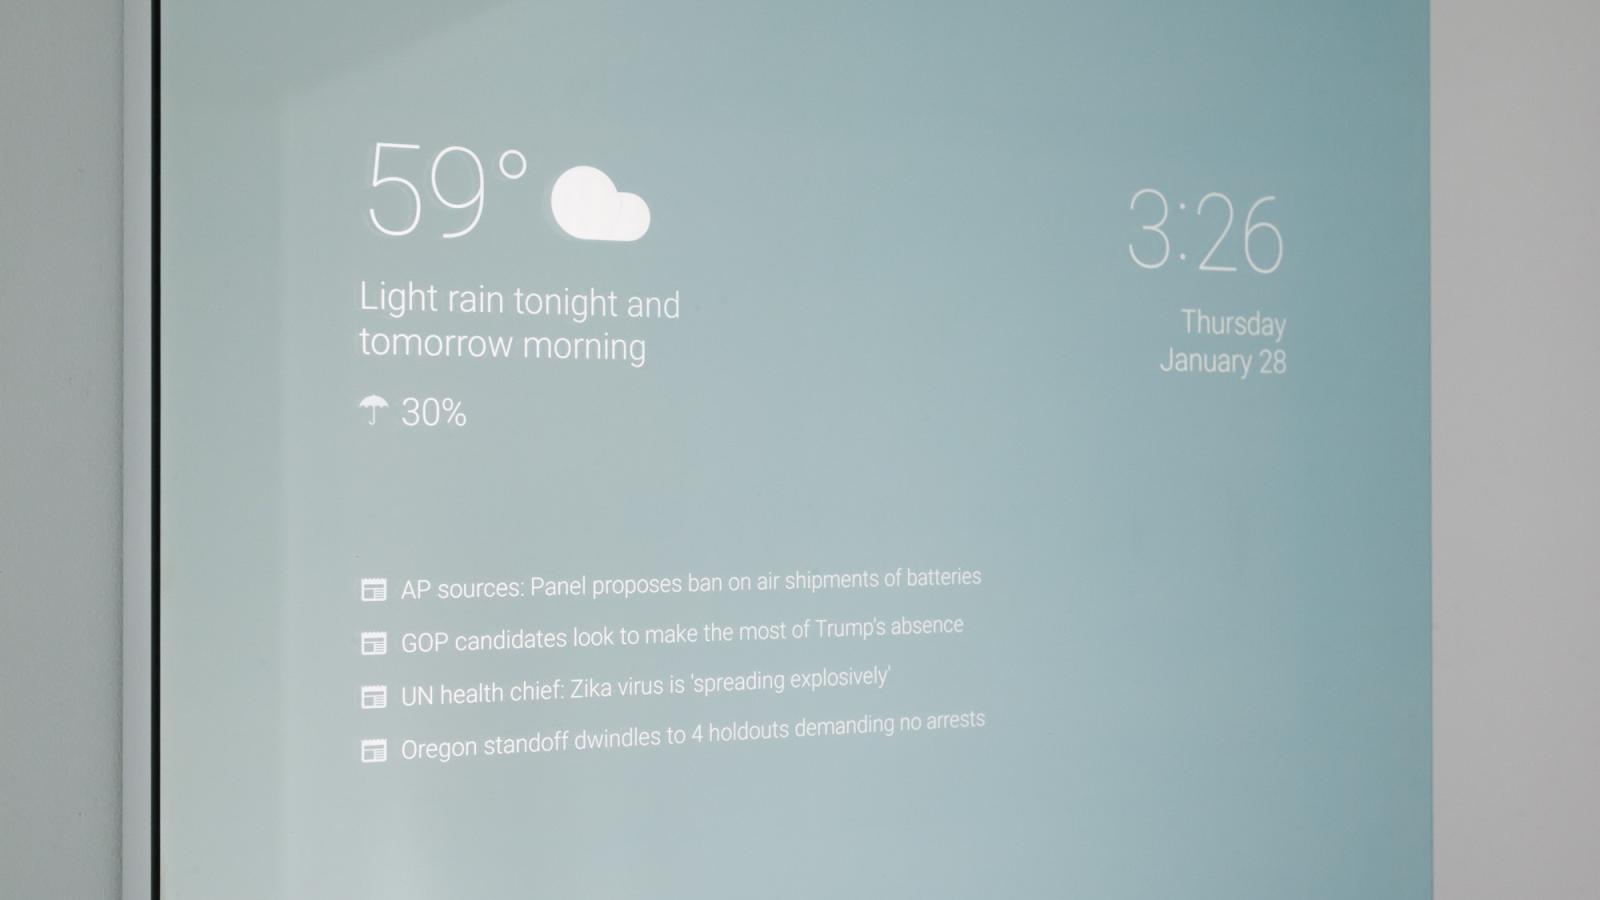 59°
Light rain tonight and
tomorrow morning
30%
3:26
Thursday
January 28
AP sources: Panel proposes ban on air shipments of batteries
GOP candidates look to make the most of Trump's absence
UN health chief: Zika virus is 'spreading explosively'
Oregon standoff dwindles to 4 holdouts demanding no arrests